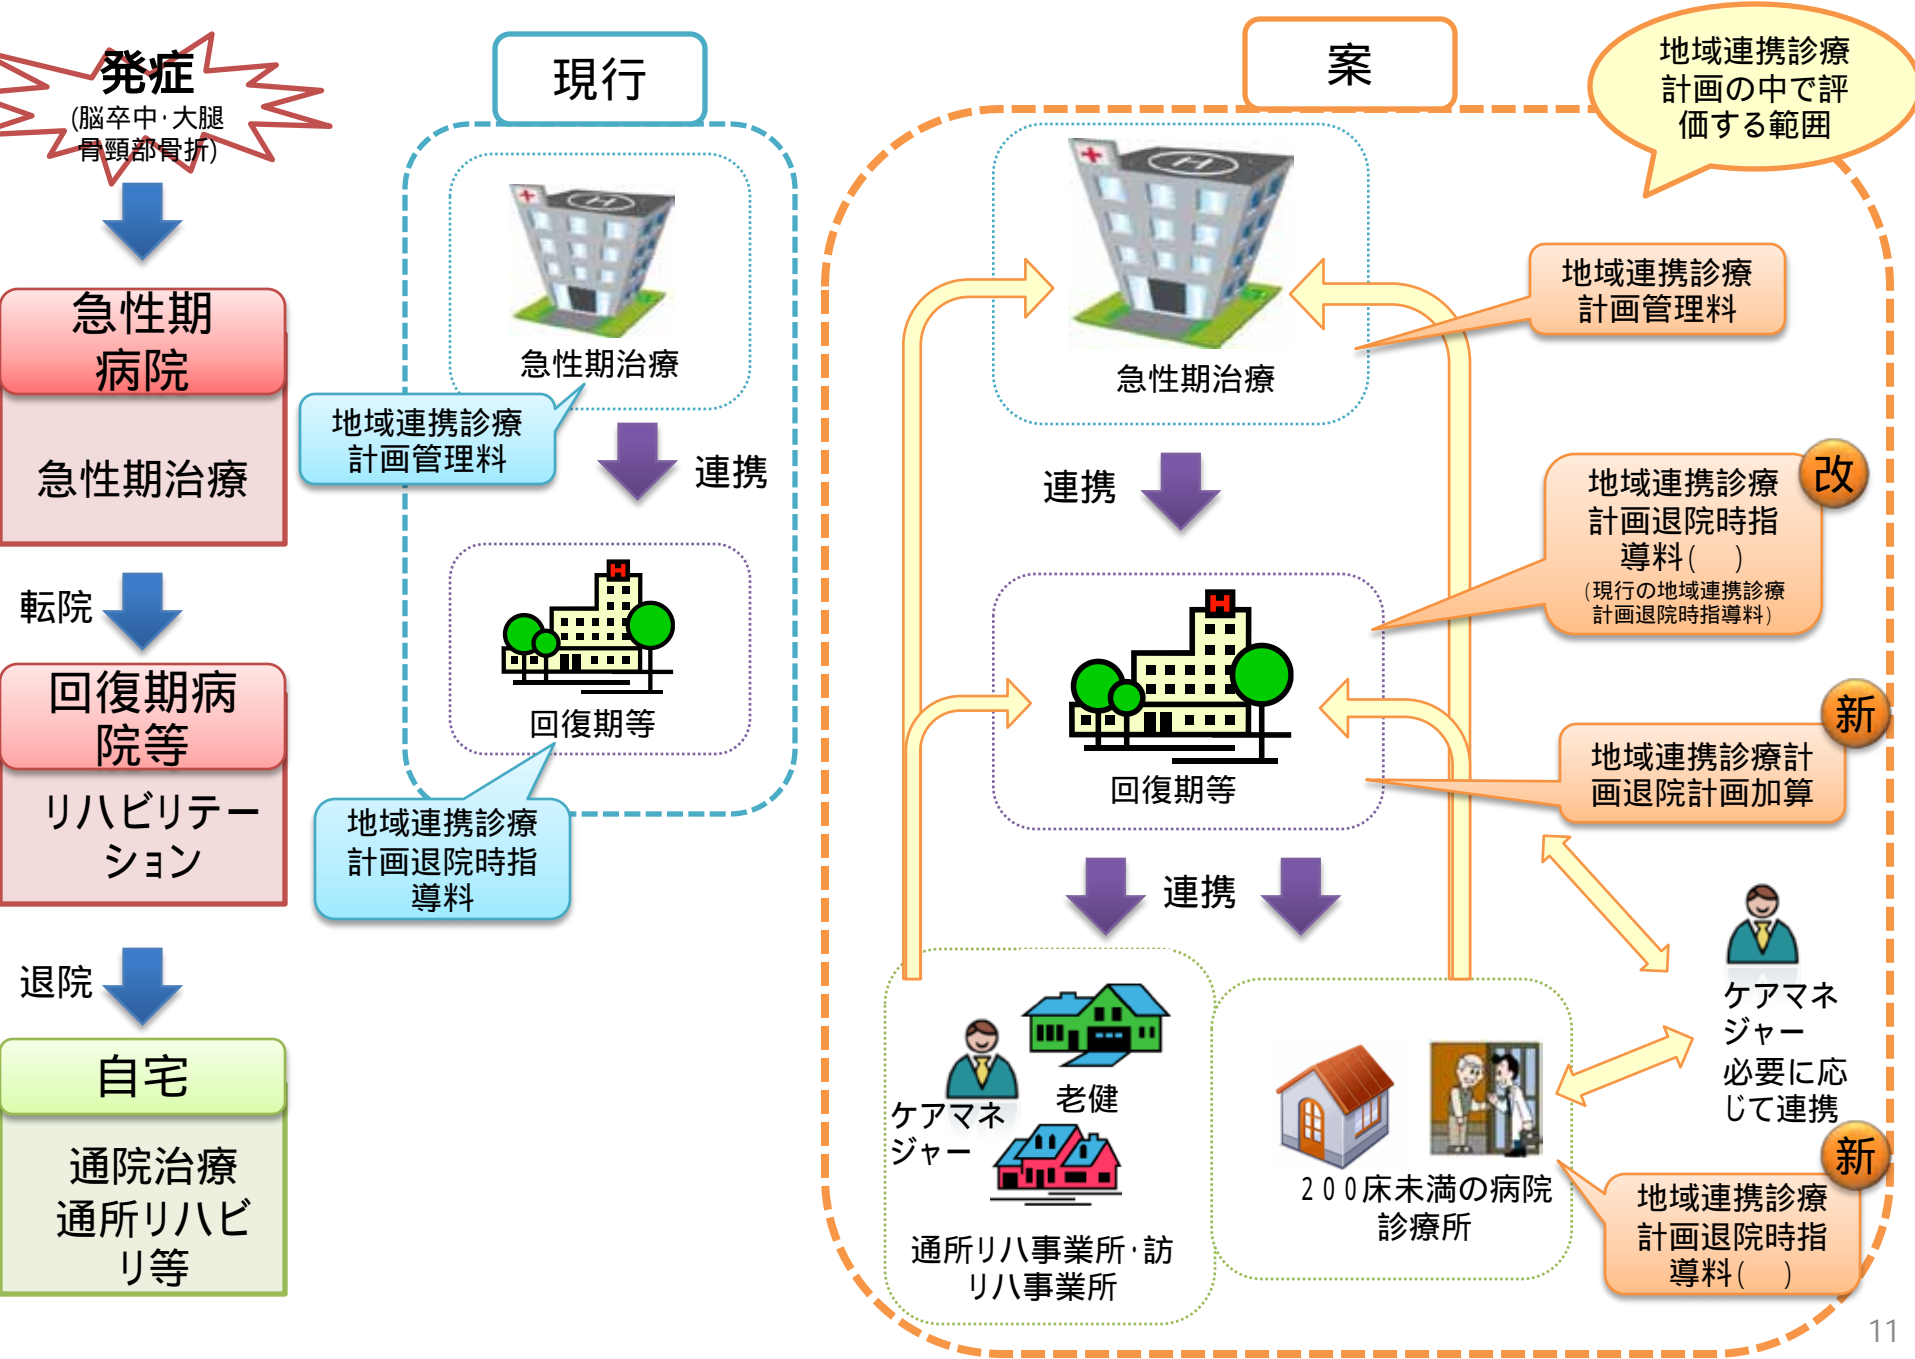 発症
(脳卒中・大腿
骨頸部骨折)
急性期
病院
急性期治療
転院
回復期病
院等
リハビリテー
ション
退院
自宅
通院治療
通所リハビ
リ等
現行
急性期治療
地域連携診療
計画管理料
連携
回復期等
地域連携診療
計画退院時指
導料
案
地域連携診療
計画の中で評
価する範囲
急性期治療
地域連携診療
計画管理料
連携
改
地域連携診療
計画退院時指
導料( )
(現行の地域連携診療
計画退院時指導料)
回復期等
新
地域連携診療計
画退院計画加算
連携
ケアマネ
ジャー
老健
通所リハ事業所・訪
リハ事業所
200床未満の病院
診療所
ケアマネ
ジャー
必要に応
じて連携
新
地域連携診療
計画退院時指
導料( )
11